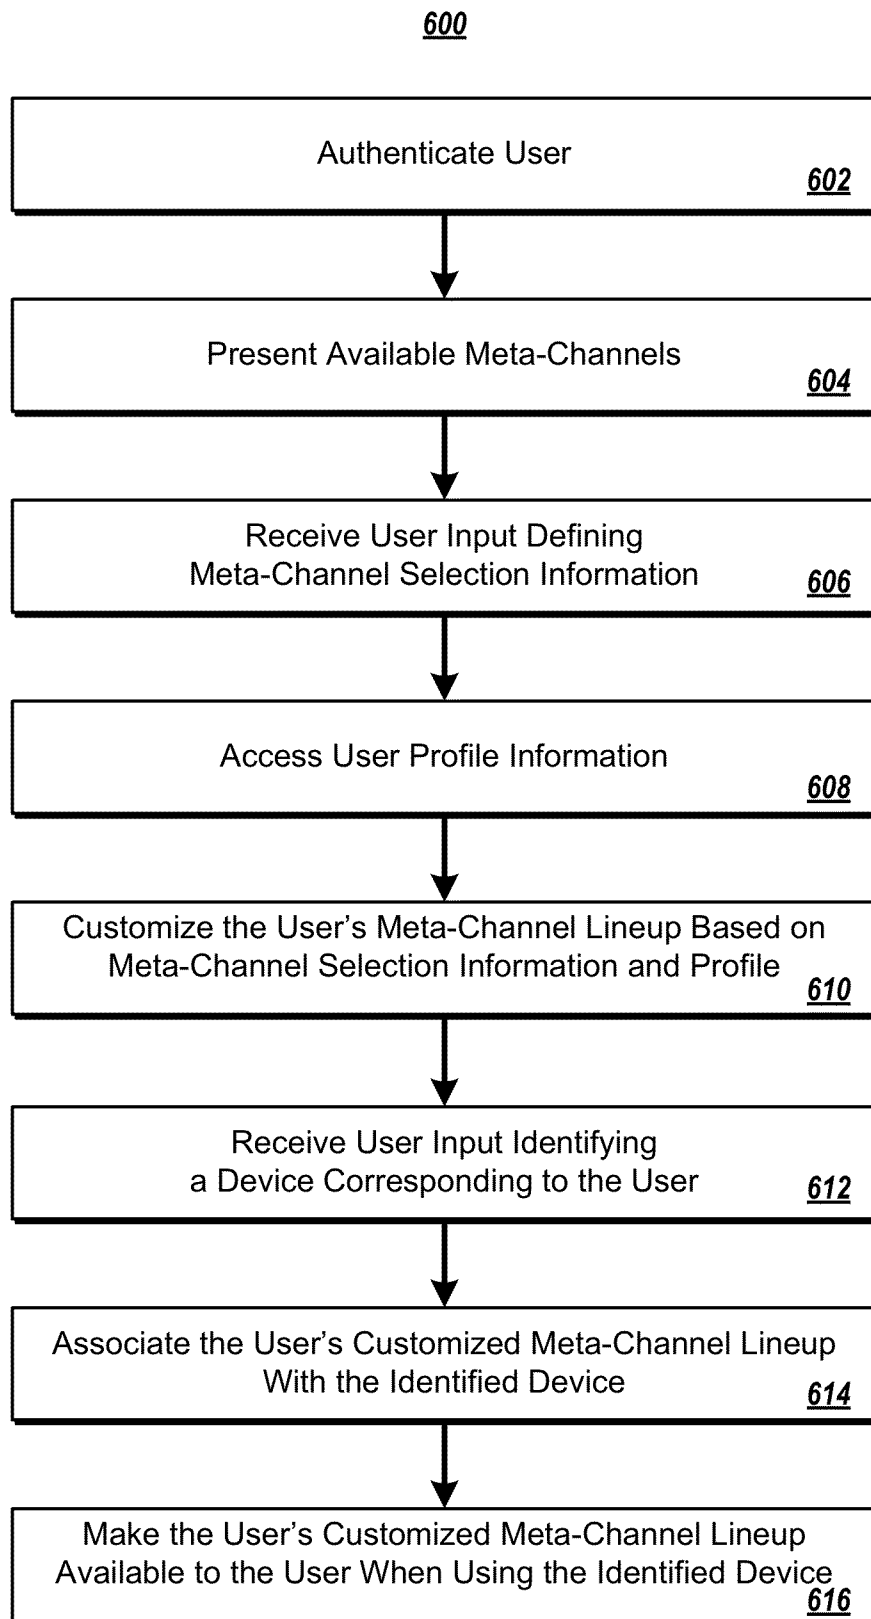 600
Authenticate User
602
Present Available Meta-Channels
604
Receive User Input Defining
Meta-Channel Selection Information
606
Access User Profile Information
608
Customize the User's Meta-Channel Lineup Based on
Meta-Channel Selection Information and Profile
610
Receive User Input Identifying
a Device Corresponding to the User
612
Associate the User's Customized Meta-Channel Lineup
With the Identified Device
614
Make the User's Customized Meta-Channel Lineup
Available to the User When Using the Identified Device
616